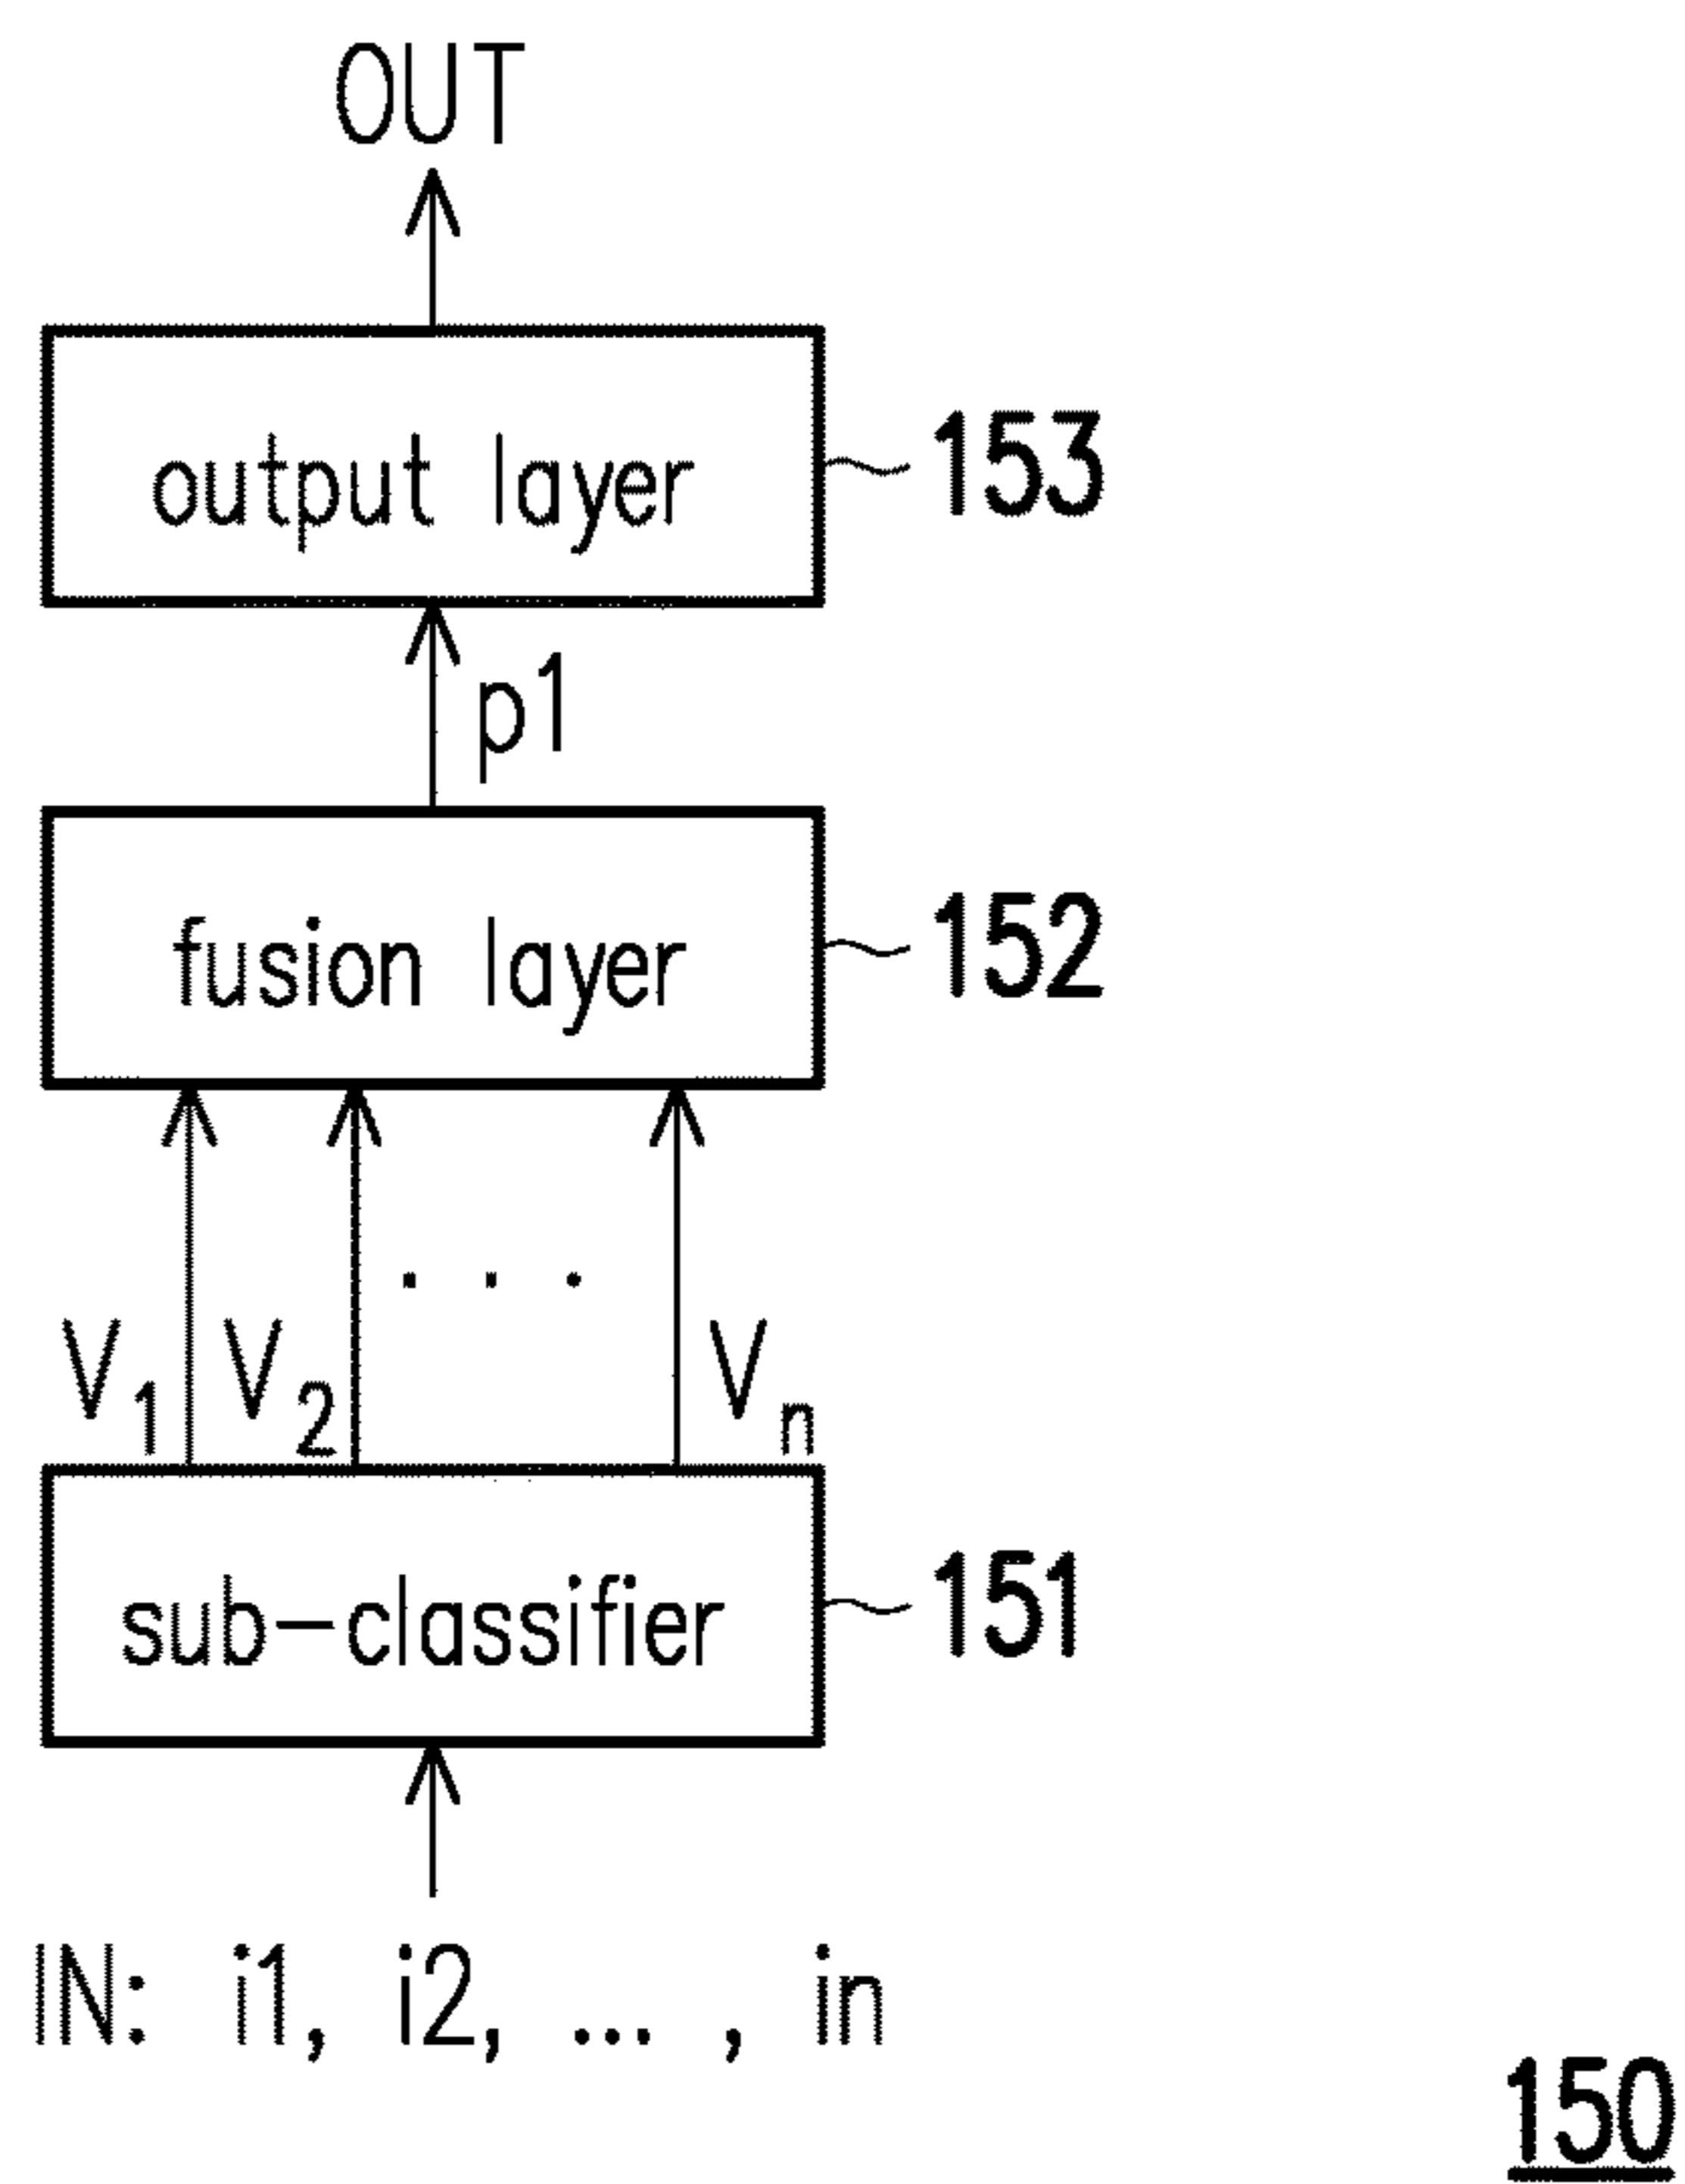 OUT
output layer 153
p1
fusion layer 152
. . .
V1 V2 Vn
sub-classifier 151
IN: i1, i2, ... , in
150